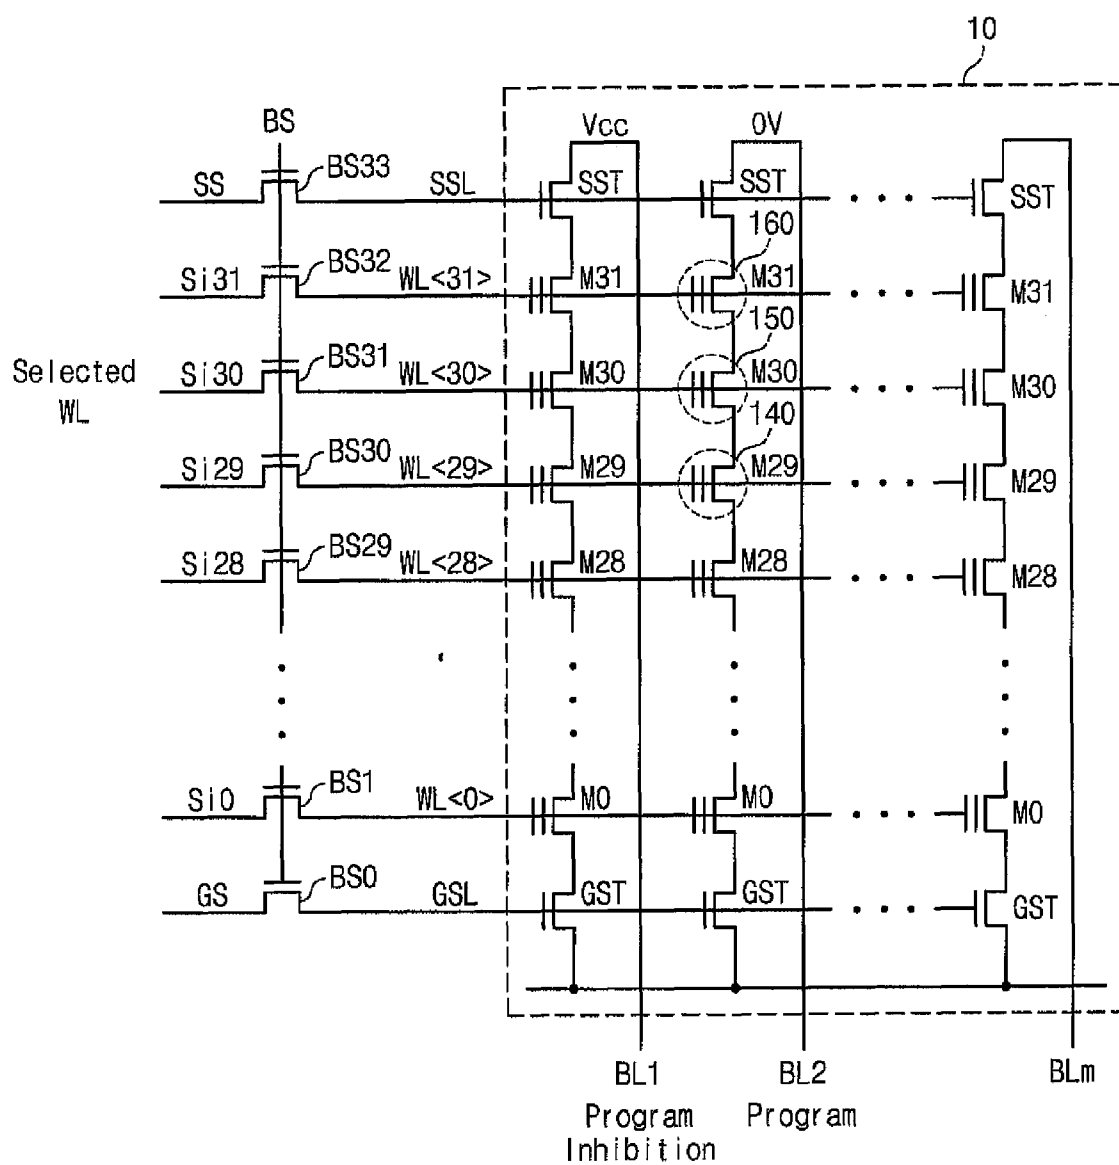 10
BS
Vcc
0V
SS
BS33
SSL
SST
SST
SST
160
Si31
BS32
WL<31>
M31
M31
M31
150
Selected
WL
Si30
BS31
WL<30>
M30
M30
M30
140
Si29
BS30
WL<29>
M29
M29
M29
Si28
BS29
WL<28>
M28
M28
M28
Si0
BS1
WL<0>
M0
M0
M0
GS
BS0
GSL
GST
GST
GST
BL1
BL2
BLm
Program
Inhibition
Program